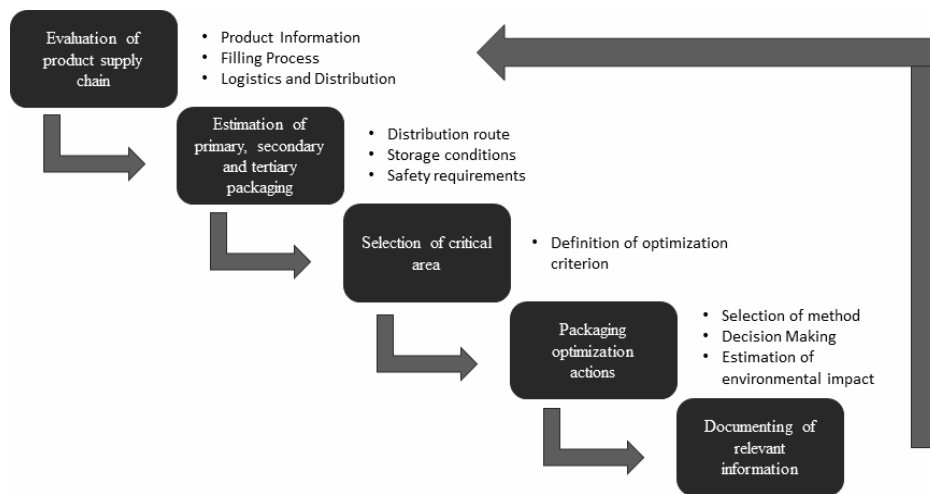 Evaluation of
product supply
chain
• Product Information
• Filling Process
• Logistics and Distribution
Estimation of
primary, secondary
and tertiary
packaging
• Distribution route
• Storage conditions
• Safety requirements
Selection of critical
area
• Definition of optimization
criterion
Packaging
optimization
actions
• Selection of method
• Decision Making
• Estimation of
environmental impact
Documenting of
relevant
information